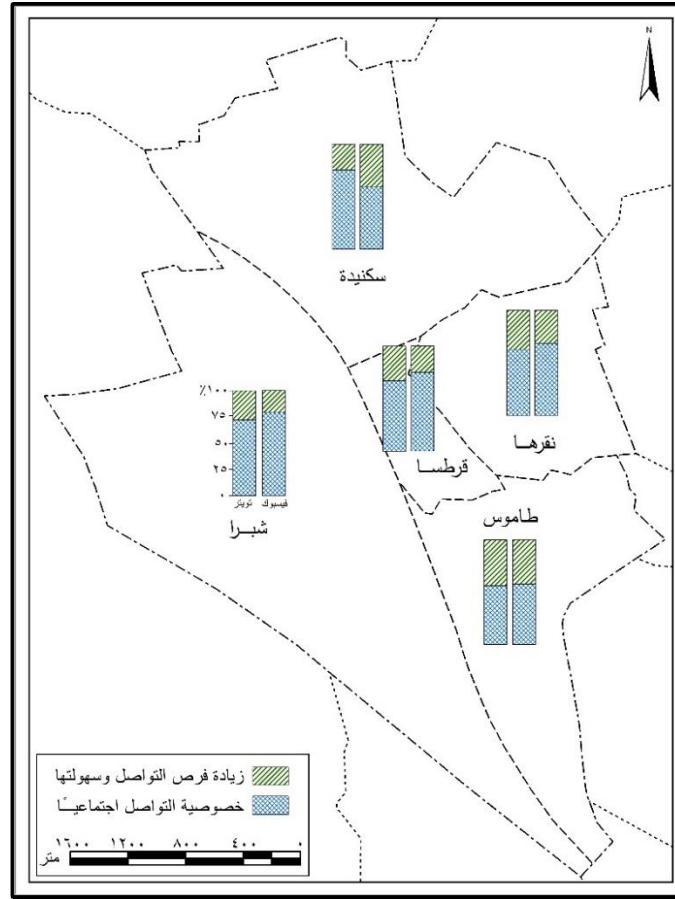 N
سكنيدة
نقرهـا
قرطسـا
٪١٠٠
٧٥
٥٠
٢٥
٠
تويتر
فيسبوك
شبـرا
طاموس
زيادة فرص التواصل وسهولتها
خصوصية التواصل اجتماعيـًا
١٦٠٠ ١٢٠٠ ٨٠٠ ٤٠٠ ٠
متر